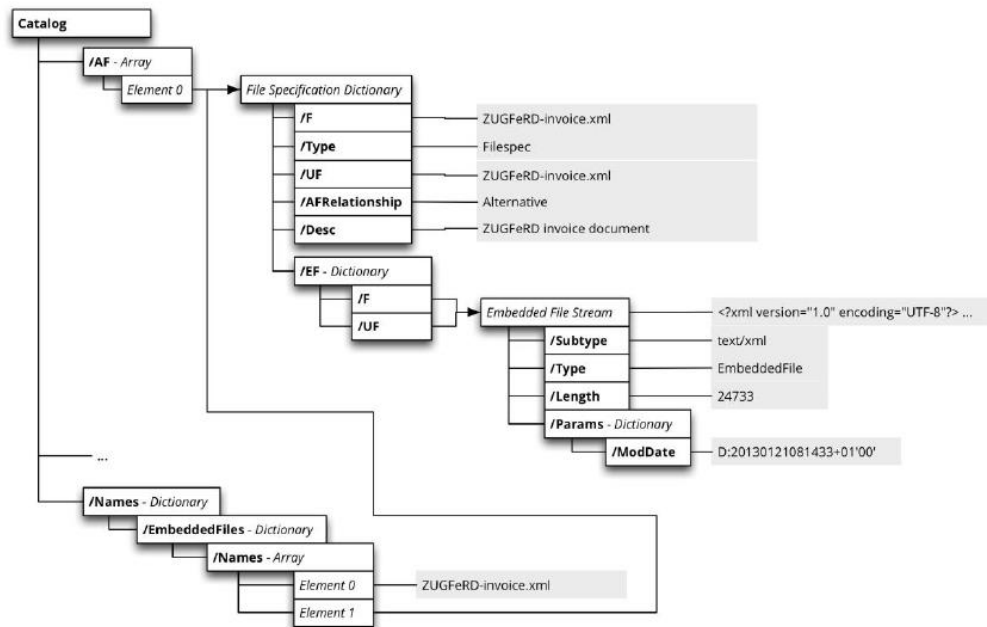 Catalog
/AF - Array
Element 0
File Specification Dictionary
/F
ZUGFeRD-invoice.xml
/Type
Filespec
/UF
ZUGFeRD-invoice.xml
/AFRelationship
Alternative
/Desc
ZUGFeRD invoice document
/EF - Dictionary
/F
/UF
Embedded File Stream
<?xml version="1.0" encoding="UTF-8"?> ...
/Subtype
text/xml
/Type
EmbeddedFile
/Length
24733
/Params - Dictionary
/ModDate
D:20130121081433+01'00'
...
/Names - Dictionary
/EmbeddedFiles - Dictionary
/Names - Array
Element 0
ZUGFeRD-invoice.xml
Element 1